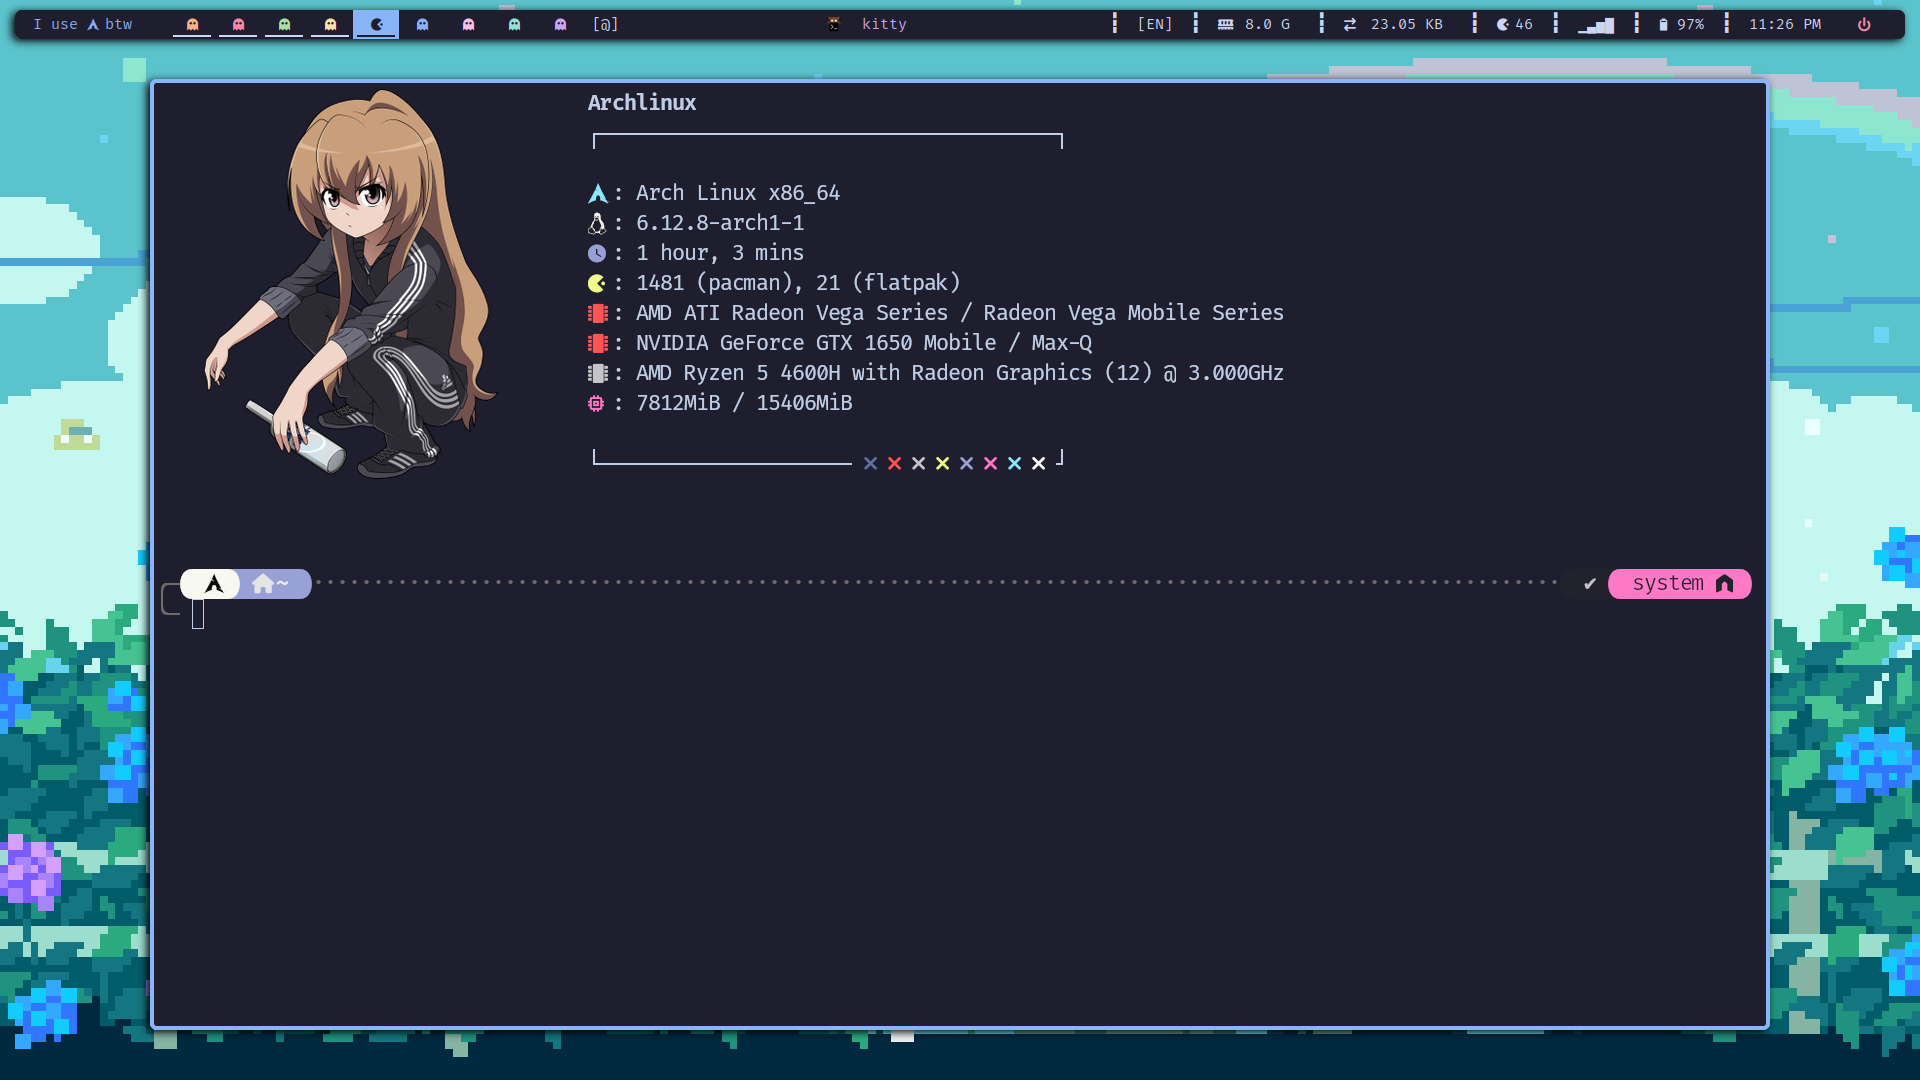 I use btw [@] kitty [EN] 8.0 G 23.05 KB 46 97% 11:26 PM
Archlinux
: Arch Linux x86_64
: 6.12.8-arch1-1
: 1 hour, 3 mins
: 1481 (pacman), 21 (flatpak)
: AMD ATI Radeon Vega Series / Radeon Vega Mobile Series
: NVIDIA GeForce GTX 1650 Mobile / Max-Q
: AMD Ryzen 5 4600H with Radeon Graphics (12) @ 3.000GHz
: 7812MiB / 15406MiB
~ ✔ system